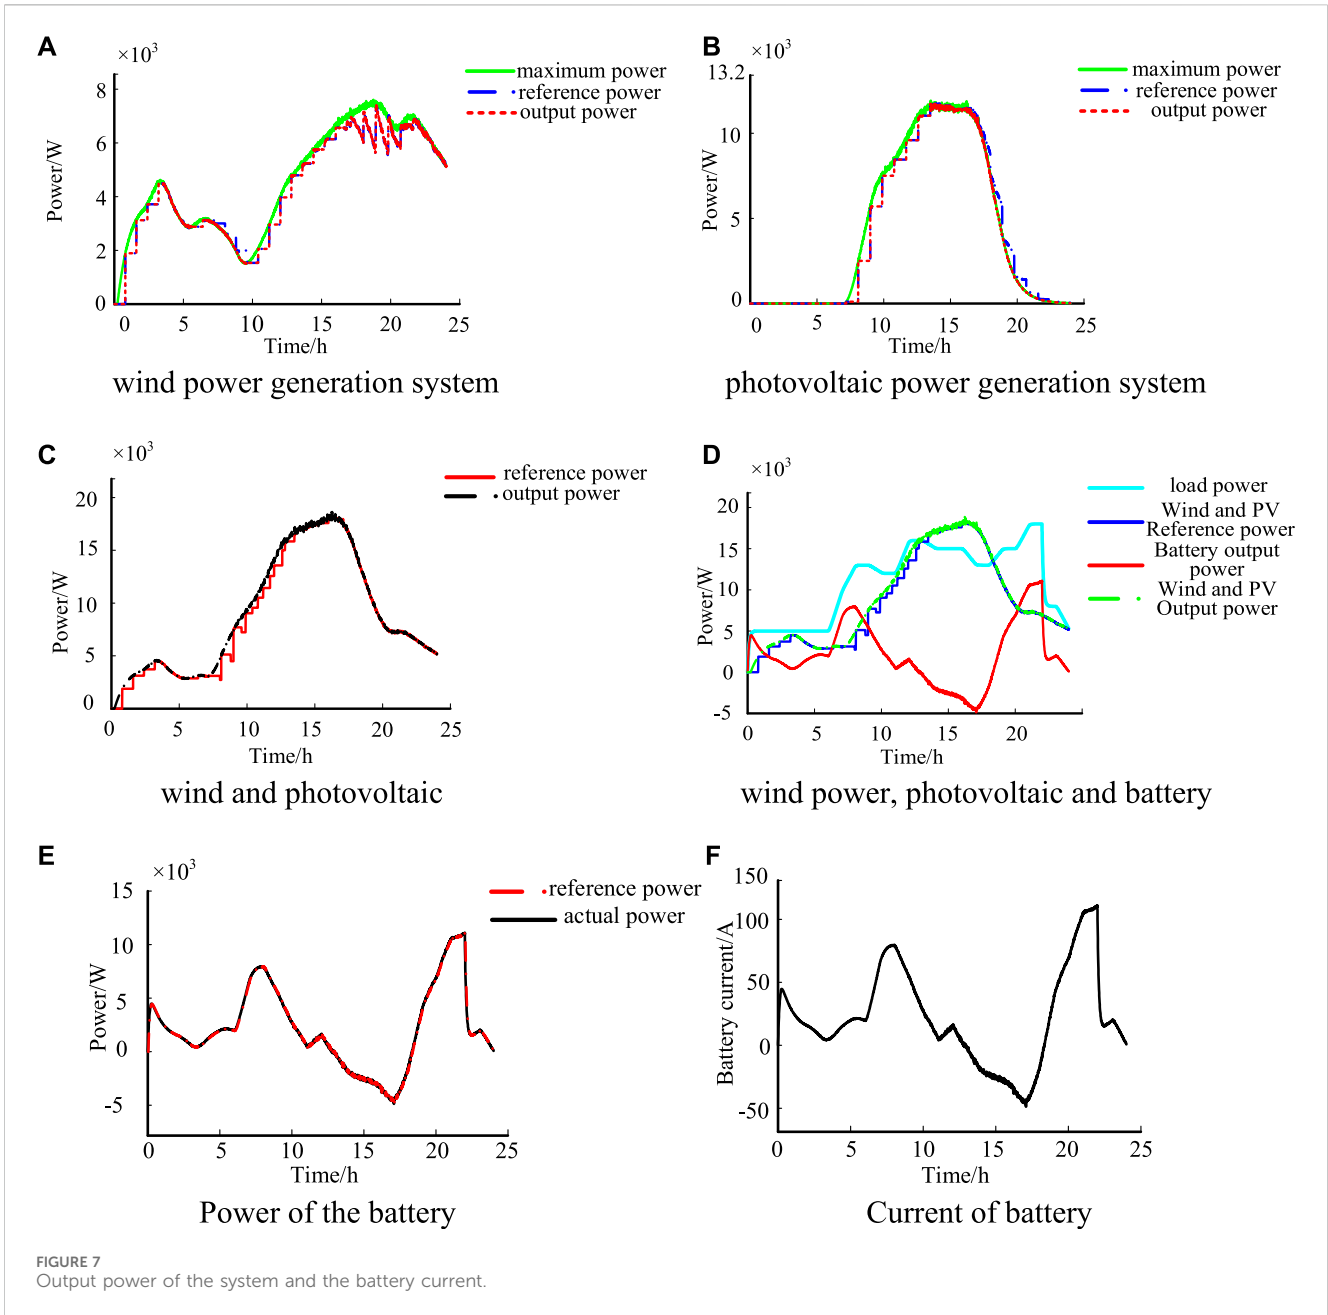 A
×10³
8
6
4
2
0
Power/W
0 5 10 15 20 25
Time/h
maximum power
reference power
output power
wind power generation system
B
×10³
13.2
10
5
0
Power/W
0 5 10 15 20 25
Time/h
maximum power
reference power
output power
photovoltaic power generation system
C
×10³
20
15
10
5
0
Power/W
0 5 10 15 20 25
Time/h
reference power
output power
wind and photovoltaic
D
×10³
20
15
10
5
0
-5
Power/W
0 5 10 15 20 25
Time/h
load power
Wind and PV
Reference power
Battery output
power
Wind and PV
Output power
wind power, photovoltaic and battery
E
×10³
15
10
5
0
-5
Power/W
0 5 10 15 20 25
Time/h
reference power
actual power
Power of the battery
F
150
100
50
0
-50
Battery current/A
0 5 10 15 20 25
Time/h
Current of battery
FIGURE 7
Output power of the system and the battery current.